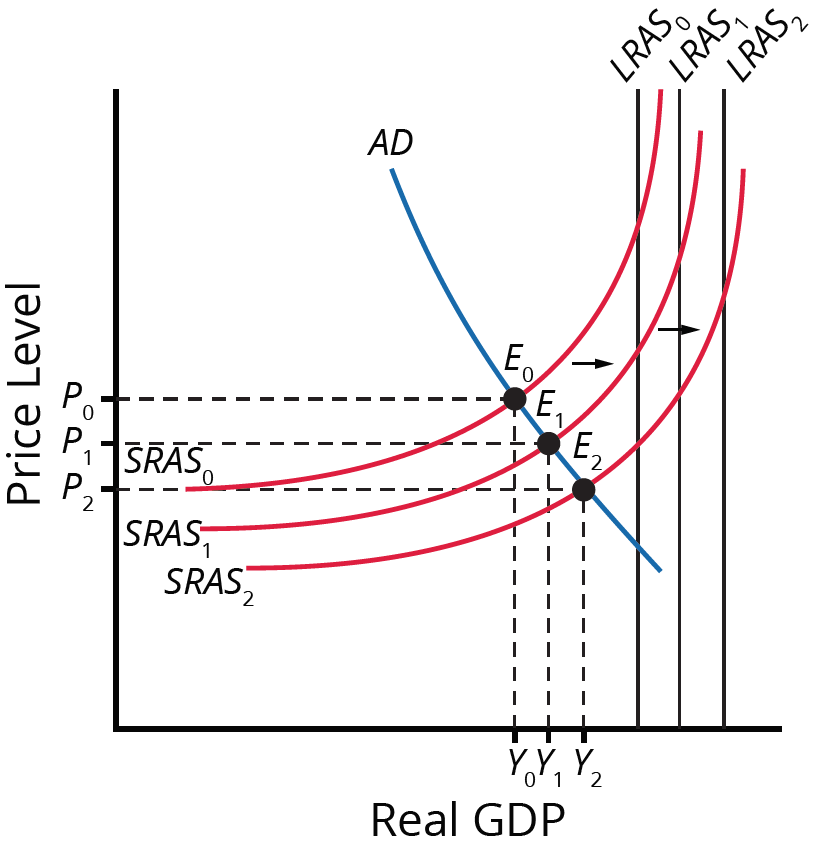 LRAS₀
LRAS₁
LRAS₂
AD
E₀
E₁
E₂
Price Level
P₀
P₁
P₂
SRAS₀
SRAS₁
SRAS₂
Y₀
Y₁
Y₂
Real GDP